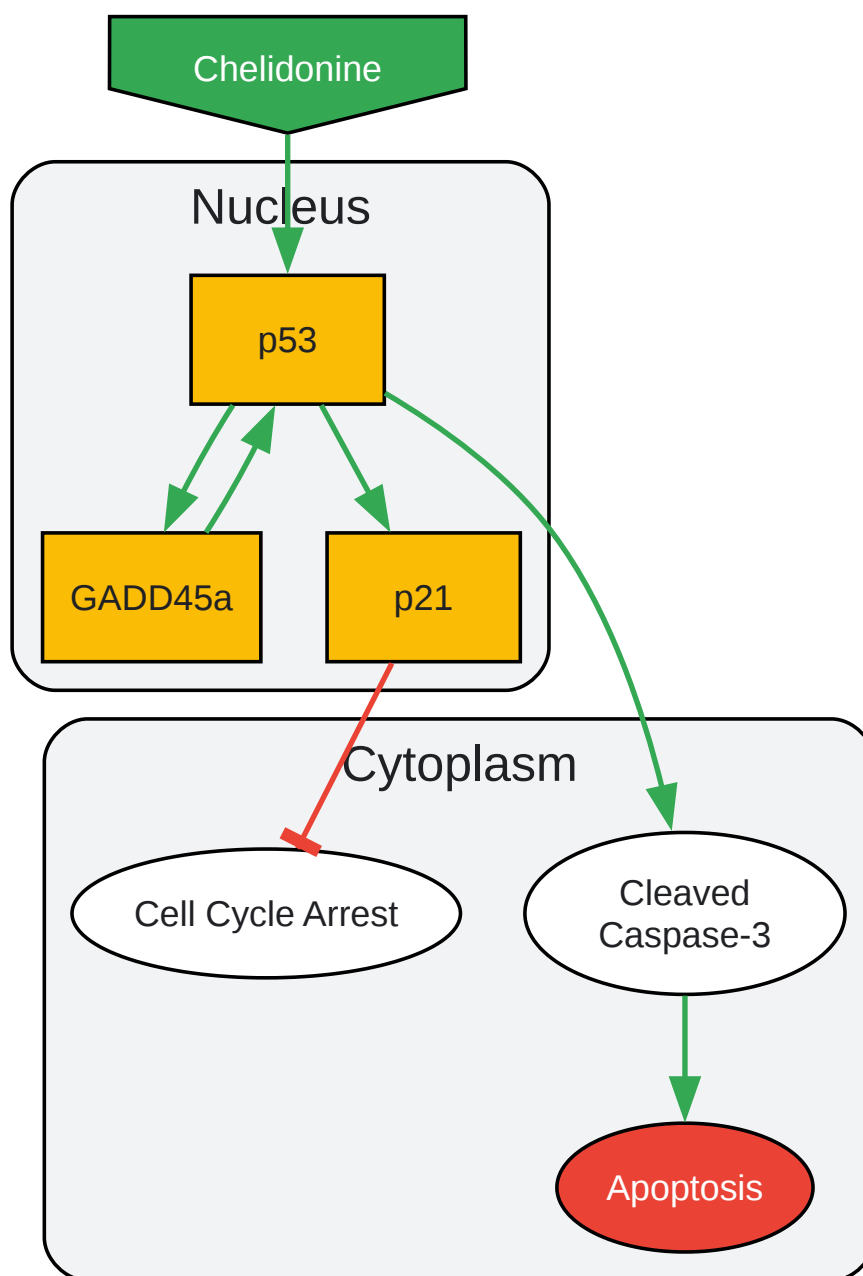 Chelidonine
Nucleus
p53
GADD45a
p21
Cytoplasm
Cell Cycle Arrest
Cleaved
Caspase-3
Apoptosis